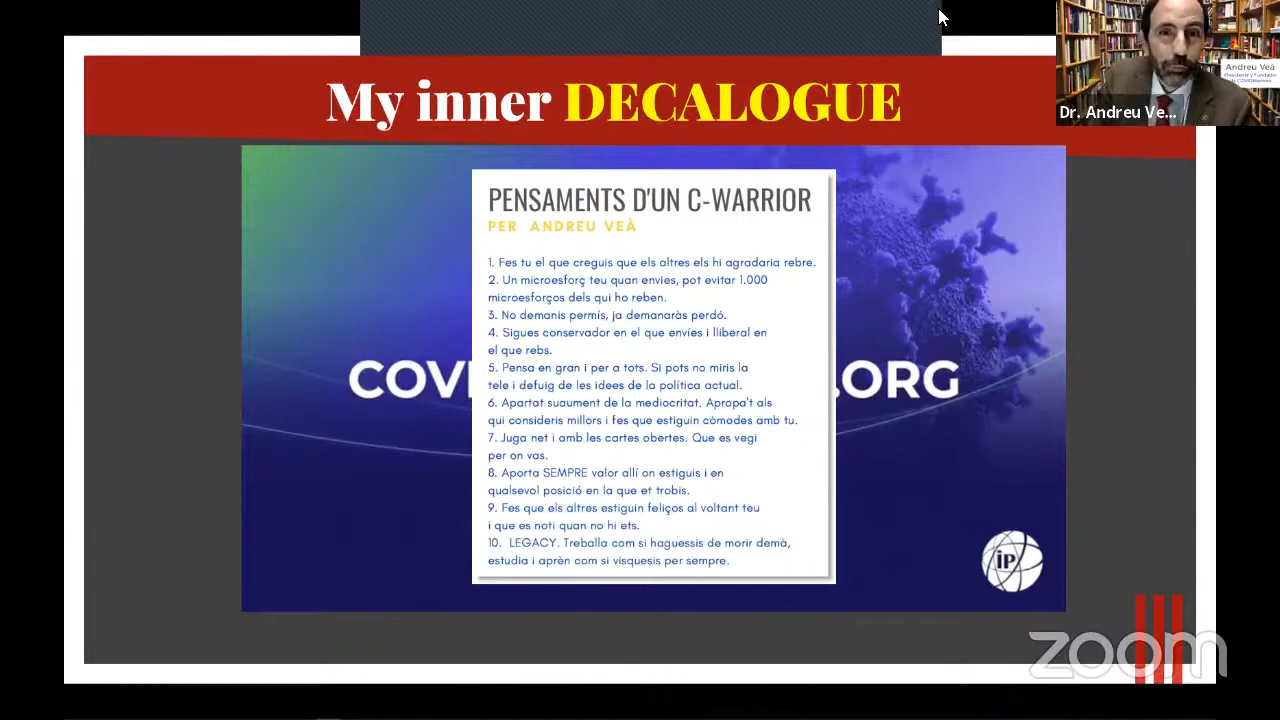 My inner DECALOGUE
Andreu Veà
Dr. Andreu Ve...
PENSAMENTS D'UN C-WARRIOR
PER ANDREU VEÀ
1. Fes tu el que creguis que els altres els hi agradaria rebre.
2. Un microesforç teu quan envies, pot evitar 1.000
microesforços dels qui ho reben.
3. No demanis permís, ja demanaràs perdó.
4. Sigues conservador en el que envíes i lliberal en
el que rebs.
5. Pensa en gran i per a tots. Si pots no miris la
tele i defuig de les idees de la política actual.
6. Apartat suaument de la mediocritat. Apropa't als
qui consideris millors i fes que estiguin còmodes amb tu.
7. Juga net i amb les cartes obertes. Que es vegi
per on vas.
8. Aporta SEMPRE valor allí on estiguis i en
qualsevol posició en la que et trobis.
9. Fes que els altres estiguin feliços al voltant teu
i que es noti quan no hi ets.
10. LEGACY. Treballa com si haguessis de morir demà,
estudia i aprèn com si visquesis per sempre.
COV
.ORG
iP
zoom